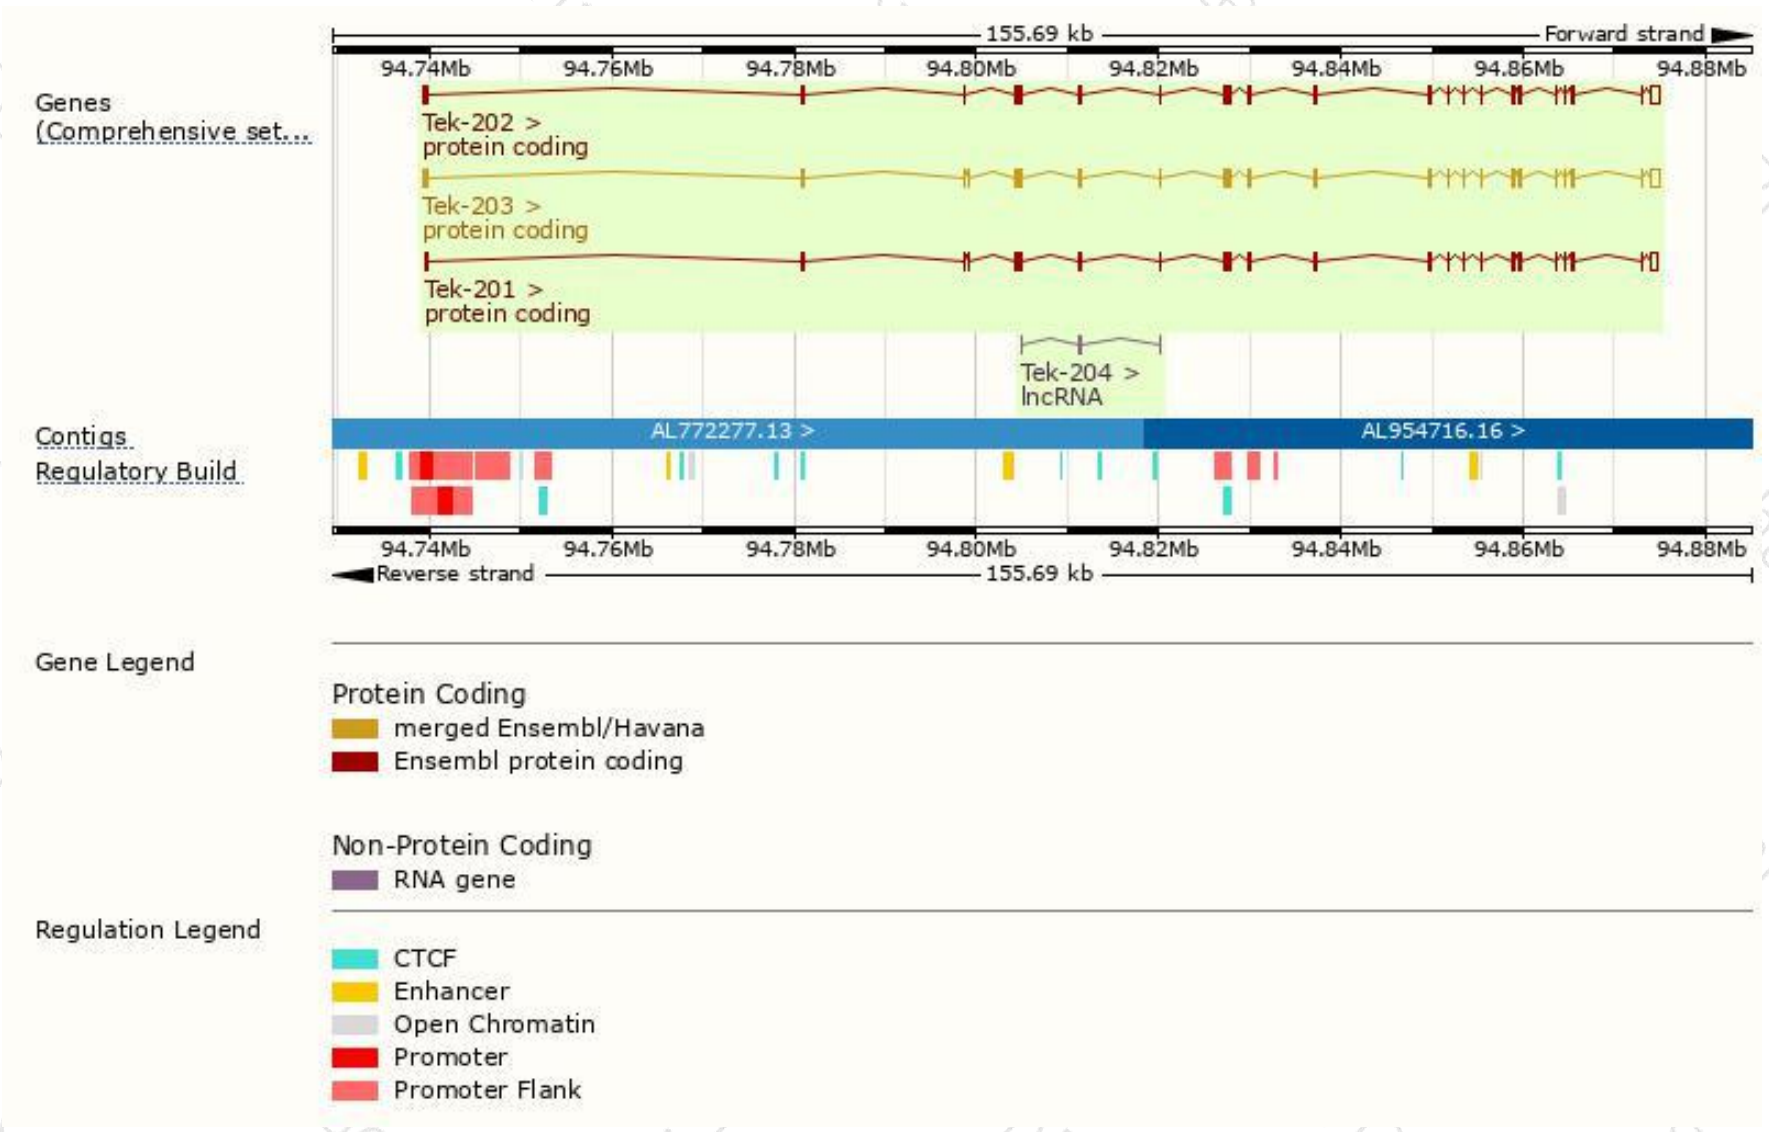 155.69 kb Forward strand
94.74Mb 94.76Mb 94.78Mb 94.80Mb 94.82Mb 94.84Mb 94.86Mb 94.88Mb
Genes
(Comprehensive set...
Tek-202 >
protein coding
Tek-203 >
protein coding
Tek-201 >
protein coding
Tek-204 >
lncRNA
Contigs AL772277.13 > AL954716.16 >
Regulatory Build
94.74Mb 94.76Mb 94.78Mb 94.80Mb 94.82Mb 94.84Mb 94.86Mb 94.88Mb
Reverse strand 155.69 kb
Gene Legend
Protein Coding
merged Ensembl/Havana
Ensembl protein coding
Non-Protein Coding
RNA gene
Regulation Legend
CTCF
Enhancer
Open Chromatin
Promoter
Promoter Flank